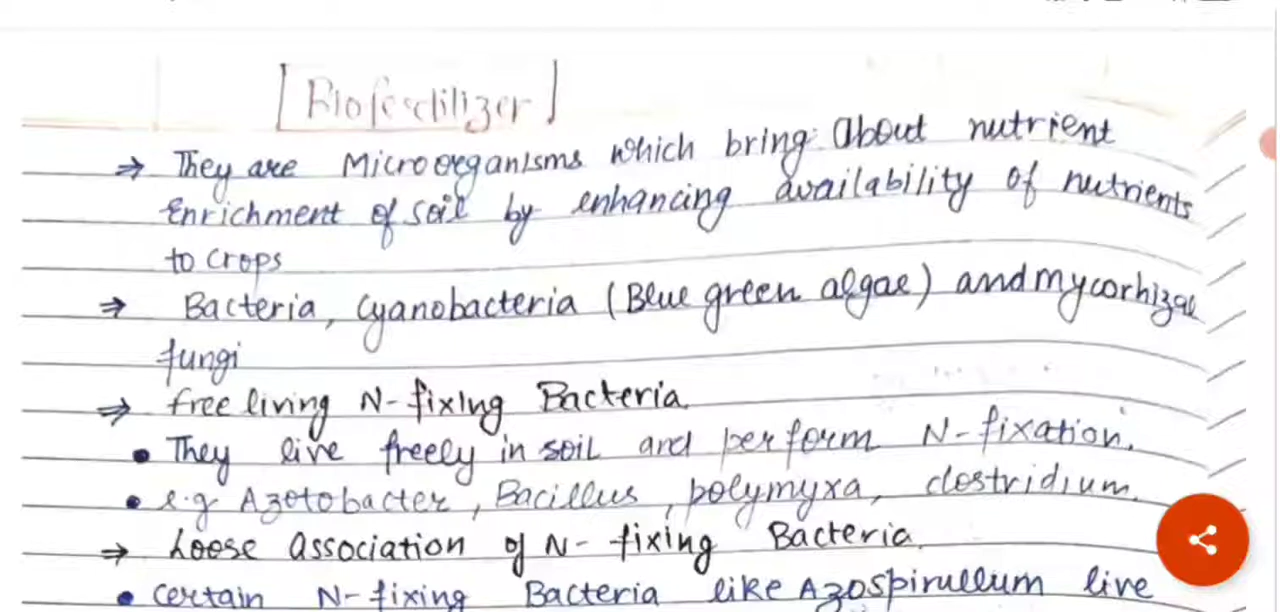 [Biofertilizer]
⇒ They are Microorganisms which bring about nutrient
Enrichment of soil by enhancing availability of nutrients
to crops
⇒ Bacteria, Cyanobacteria (Blue green algae) and mycorhizae
fungi
⇒ free living N-fixing Bacteria
• They live freely in soil and perform N-fixation.
• e.g Azotobacter, Bacillus, polymyxa, clostridium.
⇒ Loose association of N-fixing Bacteria
• Certain N-fixing Bacteria like Azospirullum live